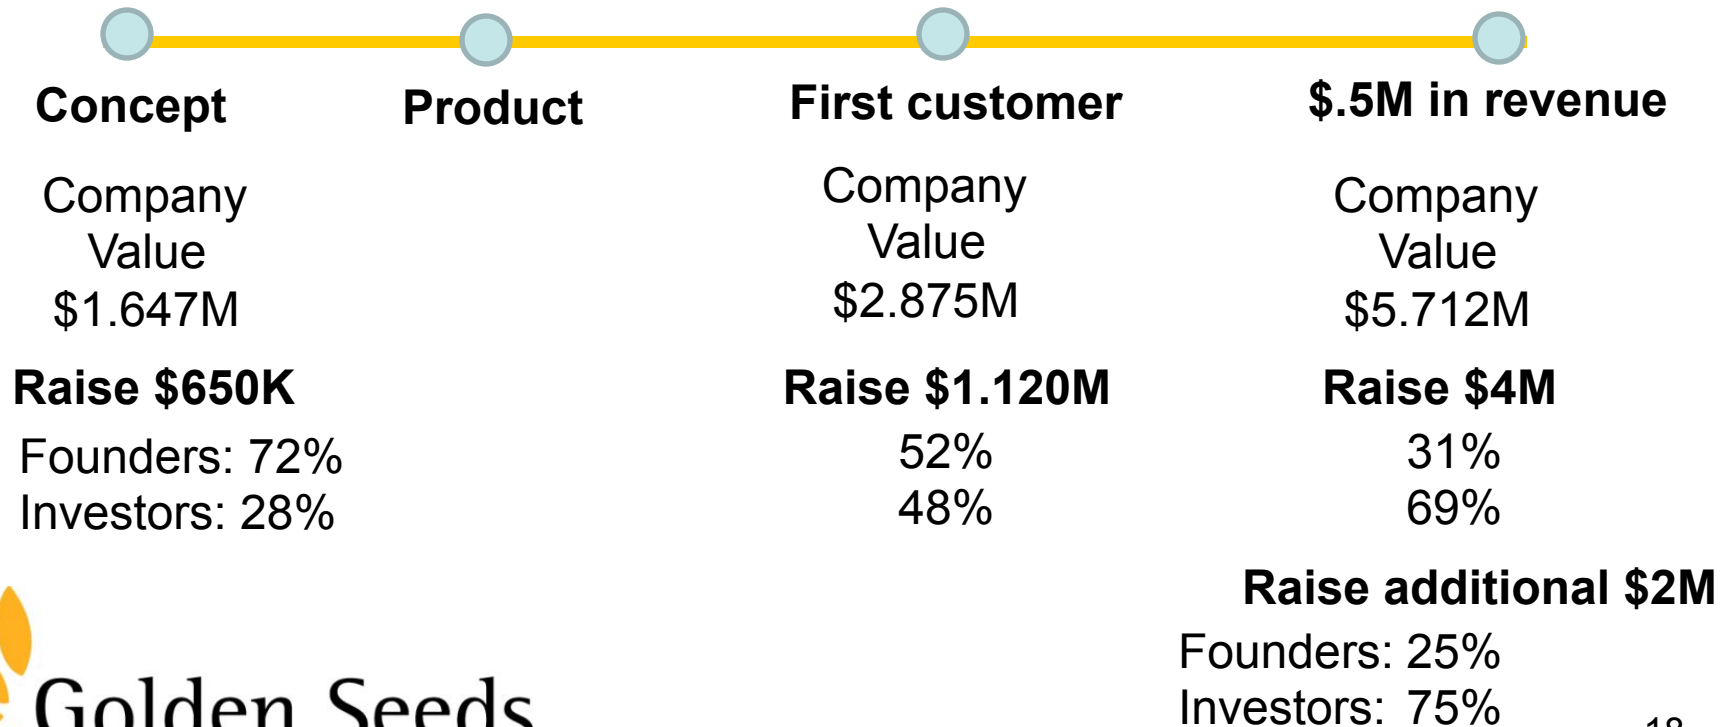 Concept
Product
First customer
$.5M in revenue
Company
Value
$1.647M
Company
Value
$2.875M
Company
Value
$5.712M
Raise $650K
Raise $1.120M
Raise $4M
Founders: 72%
Investors: 28%
52%
48%
31%
69%
Raise additional $2M
Founders: 25%
Investors: 75%
Golden Seeds
18